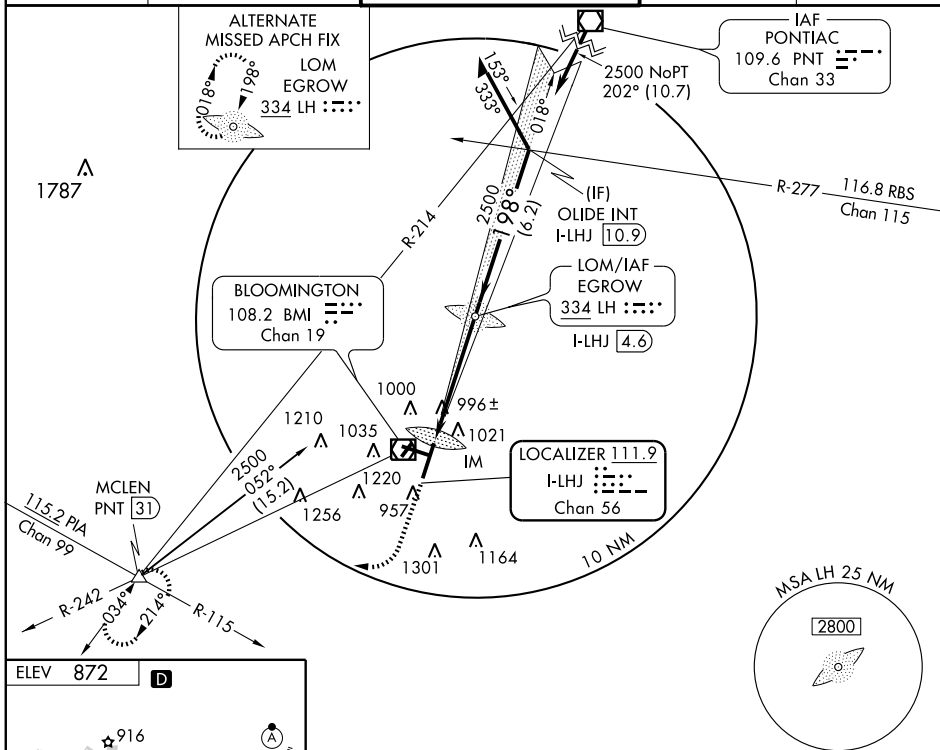 ALTERNATE
MISSED APCH FIX
LOM
EGROW
334 LH
018°
198°
IAF
PONTIAC
109.6 PNT
Chan 33
2500 NoPT
202° (10.7)
153°
333°
018°
1787
R-277
116.8 RBS
Chan 115
(IF)
OLIDE INT
I-LHJ 10.9
2500
198°
(6.2)
R-214
LOM/IAF
EGROW
334 LH
I-LHJ 4.6
BLOOMINGTON
108.2 BMI
Chan 19
1000
996±
1210
1035
1021
IM
LOCALIZER 111.9
I-LHJ
Chan 56
2500
052°
(15.2)
1220
1256
957
MCLEN
PNT 31
115.2 PIA
Chan 99
1301
1164
10 NM
R-242
034°
214°
R-115
MSA LH 25 NM
2800
ELEV 872
D
916
A